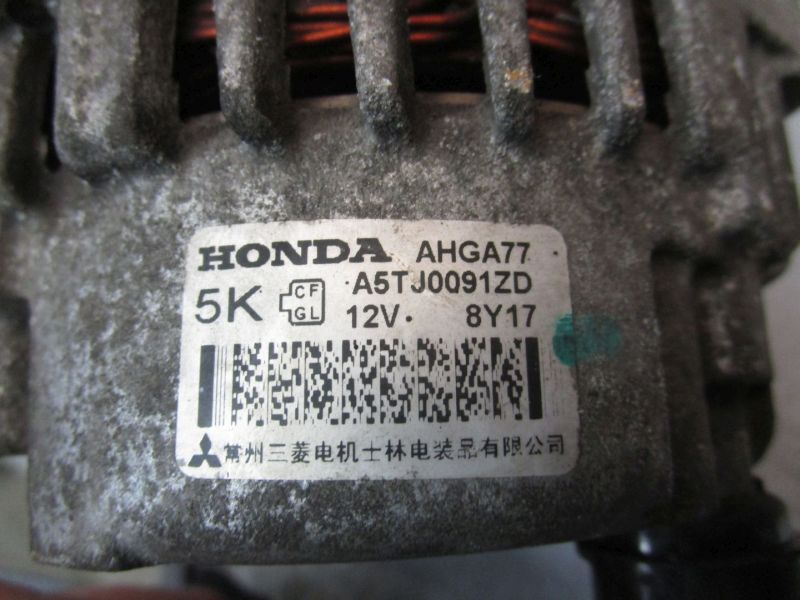 HONDA AHGA77
A5TJ0091ZD
5K CF
GL 12V. 8Y17
常州三菱电机士林电装品有限公司